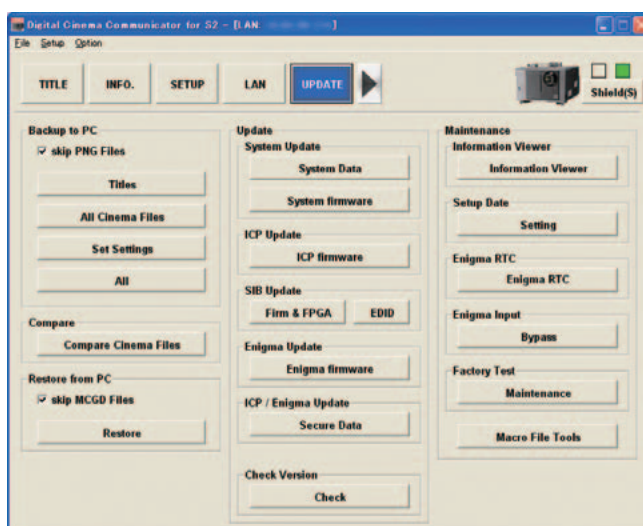 Digital Cinema Communicator for S2 - [LAN: ]
File Setup Option
TITLE INFO. SETUP LAN UPDATE Shield(S)
Backup to PC
skip PNG Files
Titles
All Cinema Files
Set Settings
All
Compare
Compare Cinema Files
Restore from PC
skip MCGD Files
Restore
Update
System Update
System Data
System firmware
ICP Update
ICP firmware
SIB Update
Firm & FPGA EDID
Enigma Update
Enigma firmware
ICP / Enigma Update
Secure Data
Check Version
Check
Maintenance
Information Viewer
Information Viewer
Setup Date
Setting
Enigma RTC
Enigma RTC
Enigma Input
Bypass
Factory Test
Maintenance
Macro File Tools